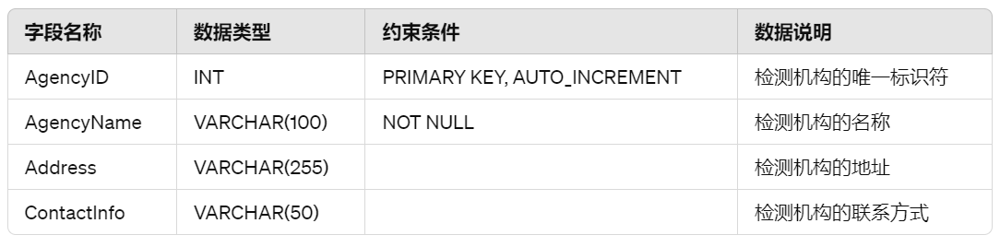 字段名称 数据类型 约束条件 数据说明
AgencyID INT PRIMARY KEY, AUTO_INCREMENT 检测机构的唯一标识符
AgencyName VARCHAR(100) NOT NULL 检测机构的名称
Address VARCHAR(255) 检测机构的地址
ContactInfo VARCHAR(50) 检测机构的联系方式